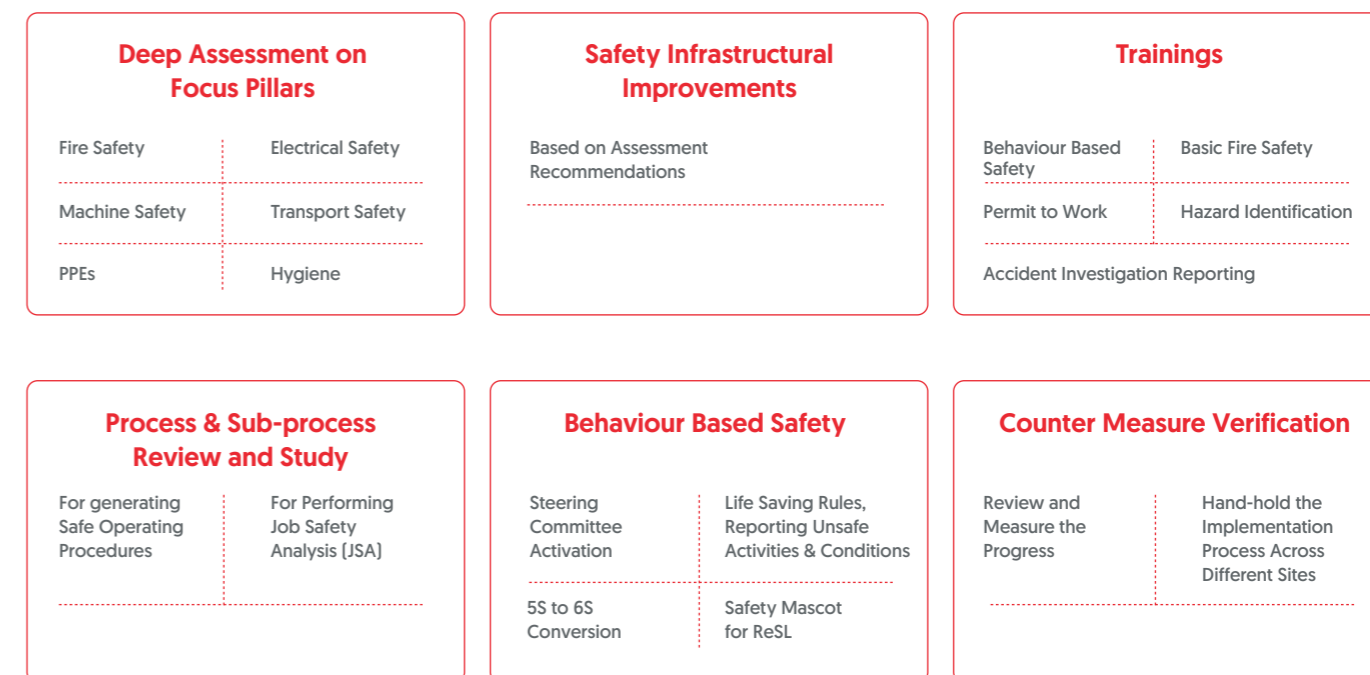 Deep Assessment on
Focus Pillars
Fire Safety
Electrical Safety
Machine Safety
Transport Safety
PPEs
Hygiene
Safety Infrastructural
Improvements
Based on Assessment
Recommendations
Trainings
Behaviour Based
Safety
Basic Fire Safety
Permit to Work
Hazard Identification
Accident Investigation Reporting
Process & Sub-process
Review and Study
For generating
Safe Operating
Procedures
For Performing
Job Safety
Analysis (JSA)
Behaviour Based Safety
Steering
Committee
Activation
Life Saving Rules,
Reporting Unsafe
Activities & Conditions
5S to 6S
Conversion
Safety Mascot
for ReSL
Counter Measure Verification
Review and
Measure the
Progress
Hand-hold the
Implementation
Process Across
Different Sites